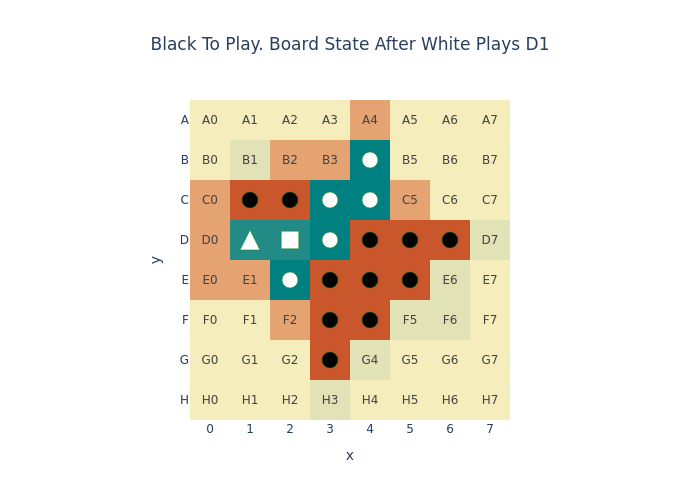 Black To Play. Board State After White Plays D1
A A0 A1 A2 A3 A4 A5 A6 A7
B B0 B1 B2 B3 B5 B6 B7
C C0 C5 C6 C7
D D0 D7
E E0 E1 E6 E7
F F0 F1 F2 F5 F6 F7
G G0 G1 G2 G4 G5 G6 G7
H H0 H1 H2 H3 H4 H5 H6 H7
0 1 2 3 4 5 6 7
x
y